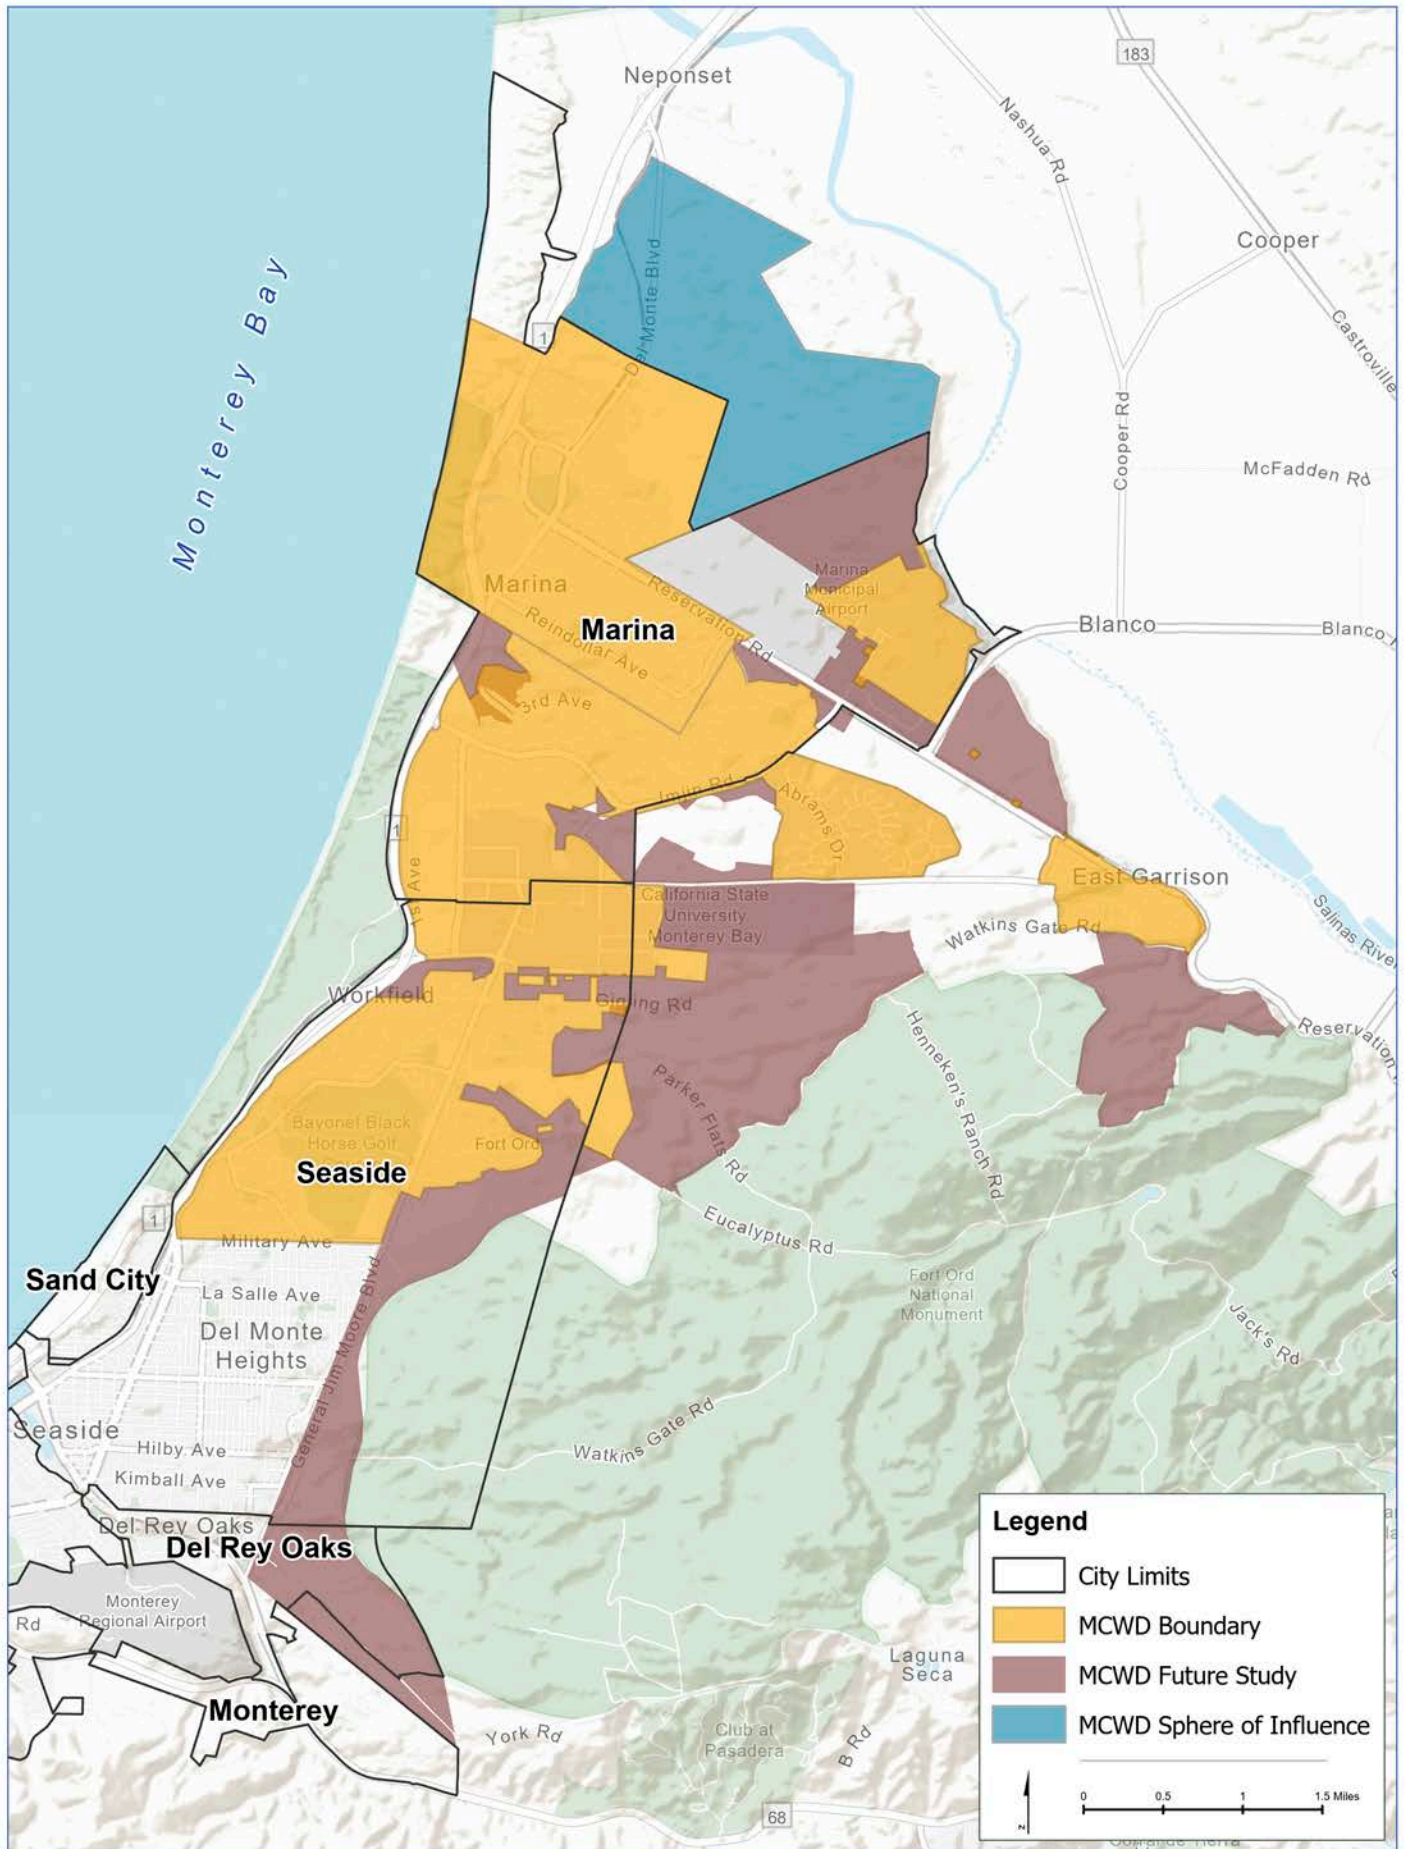 Neponset
183
Nashua Rd
Cooper
Monterey Bay
Del Monte Blvd
1
Castroville
Cooper Rd
McFadden Rd
Marina
Municipal
Airport
Marina
Reservation Rd
Marina
Reindollar Ave
Blanco
Blanco
3rd Ave
Imjin Rd
Abrams Dr
1
1st Ave
East Garrison
California State
University
Monterey Bay
Watkins Gate Rd
Salinas River
Workfield
Gigling Rd
Reservation
Henneken's Ranch Rd
Parker Flats Rd
Bayonet Black
Horse Golf
Fort Ord
Seaside
1
Eucalyptus Rd
Military Ave
Sand City
La Salle Ave
Fort Ord
National
Monument
Del Monte
Heights
Jack's Rd
General Jim Moore Blvd
Seaside
Watkins Gate Rd
Hilby Ave
Kimball Ave
Del Rey Oaks
Del Rey Oaks
Monterey
Regional Airport
Rd
Laguna
Seca
Monterey
York Rd
Club at
Pasadera
B Rd
68
Legend
City Limits
MCWD Boundary
MCWD Future Study
MCWD Sphere of Influence
N
0 0.5 1 1.5 Miles